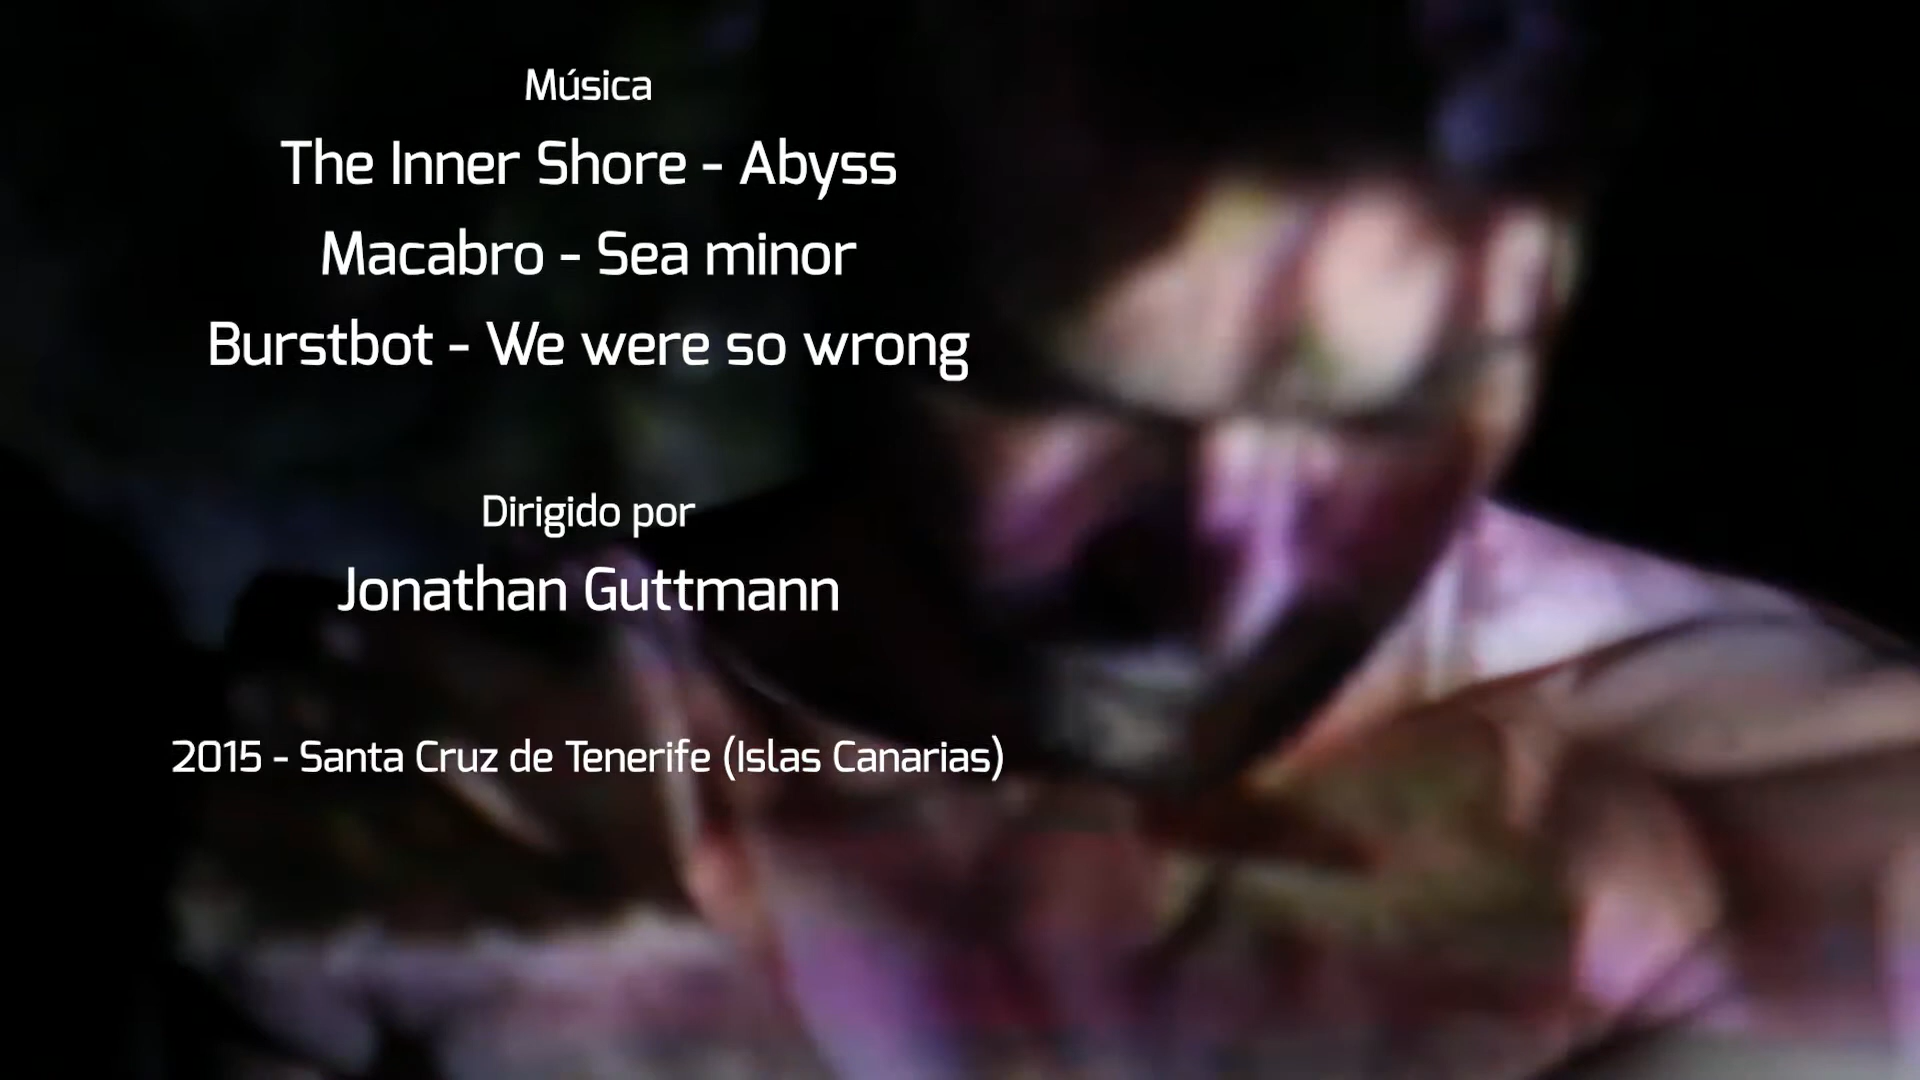 Música
The Inner Shore - Abyss
Macabro - Sea minor
Burstbot - We were so wrong
Dirigido por
Jonathan Guttmann
2015 - Santa Cruz de Tenerife (Islas Canarias)